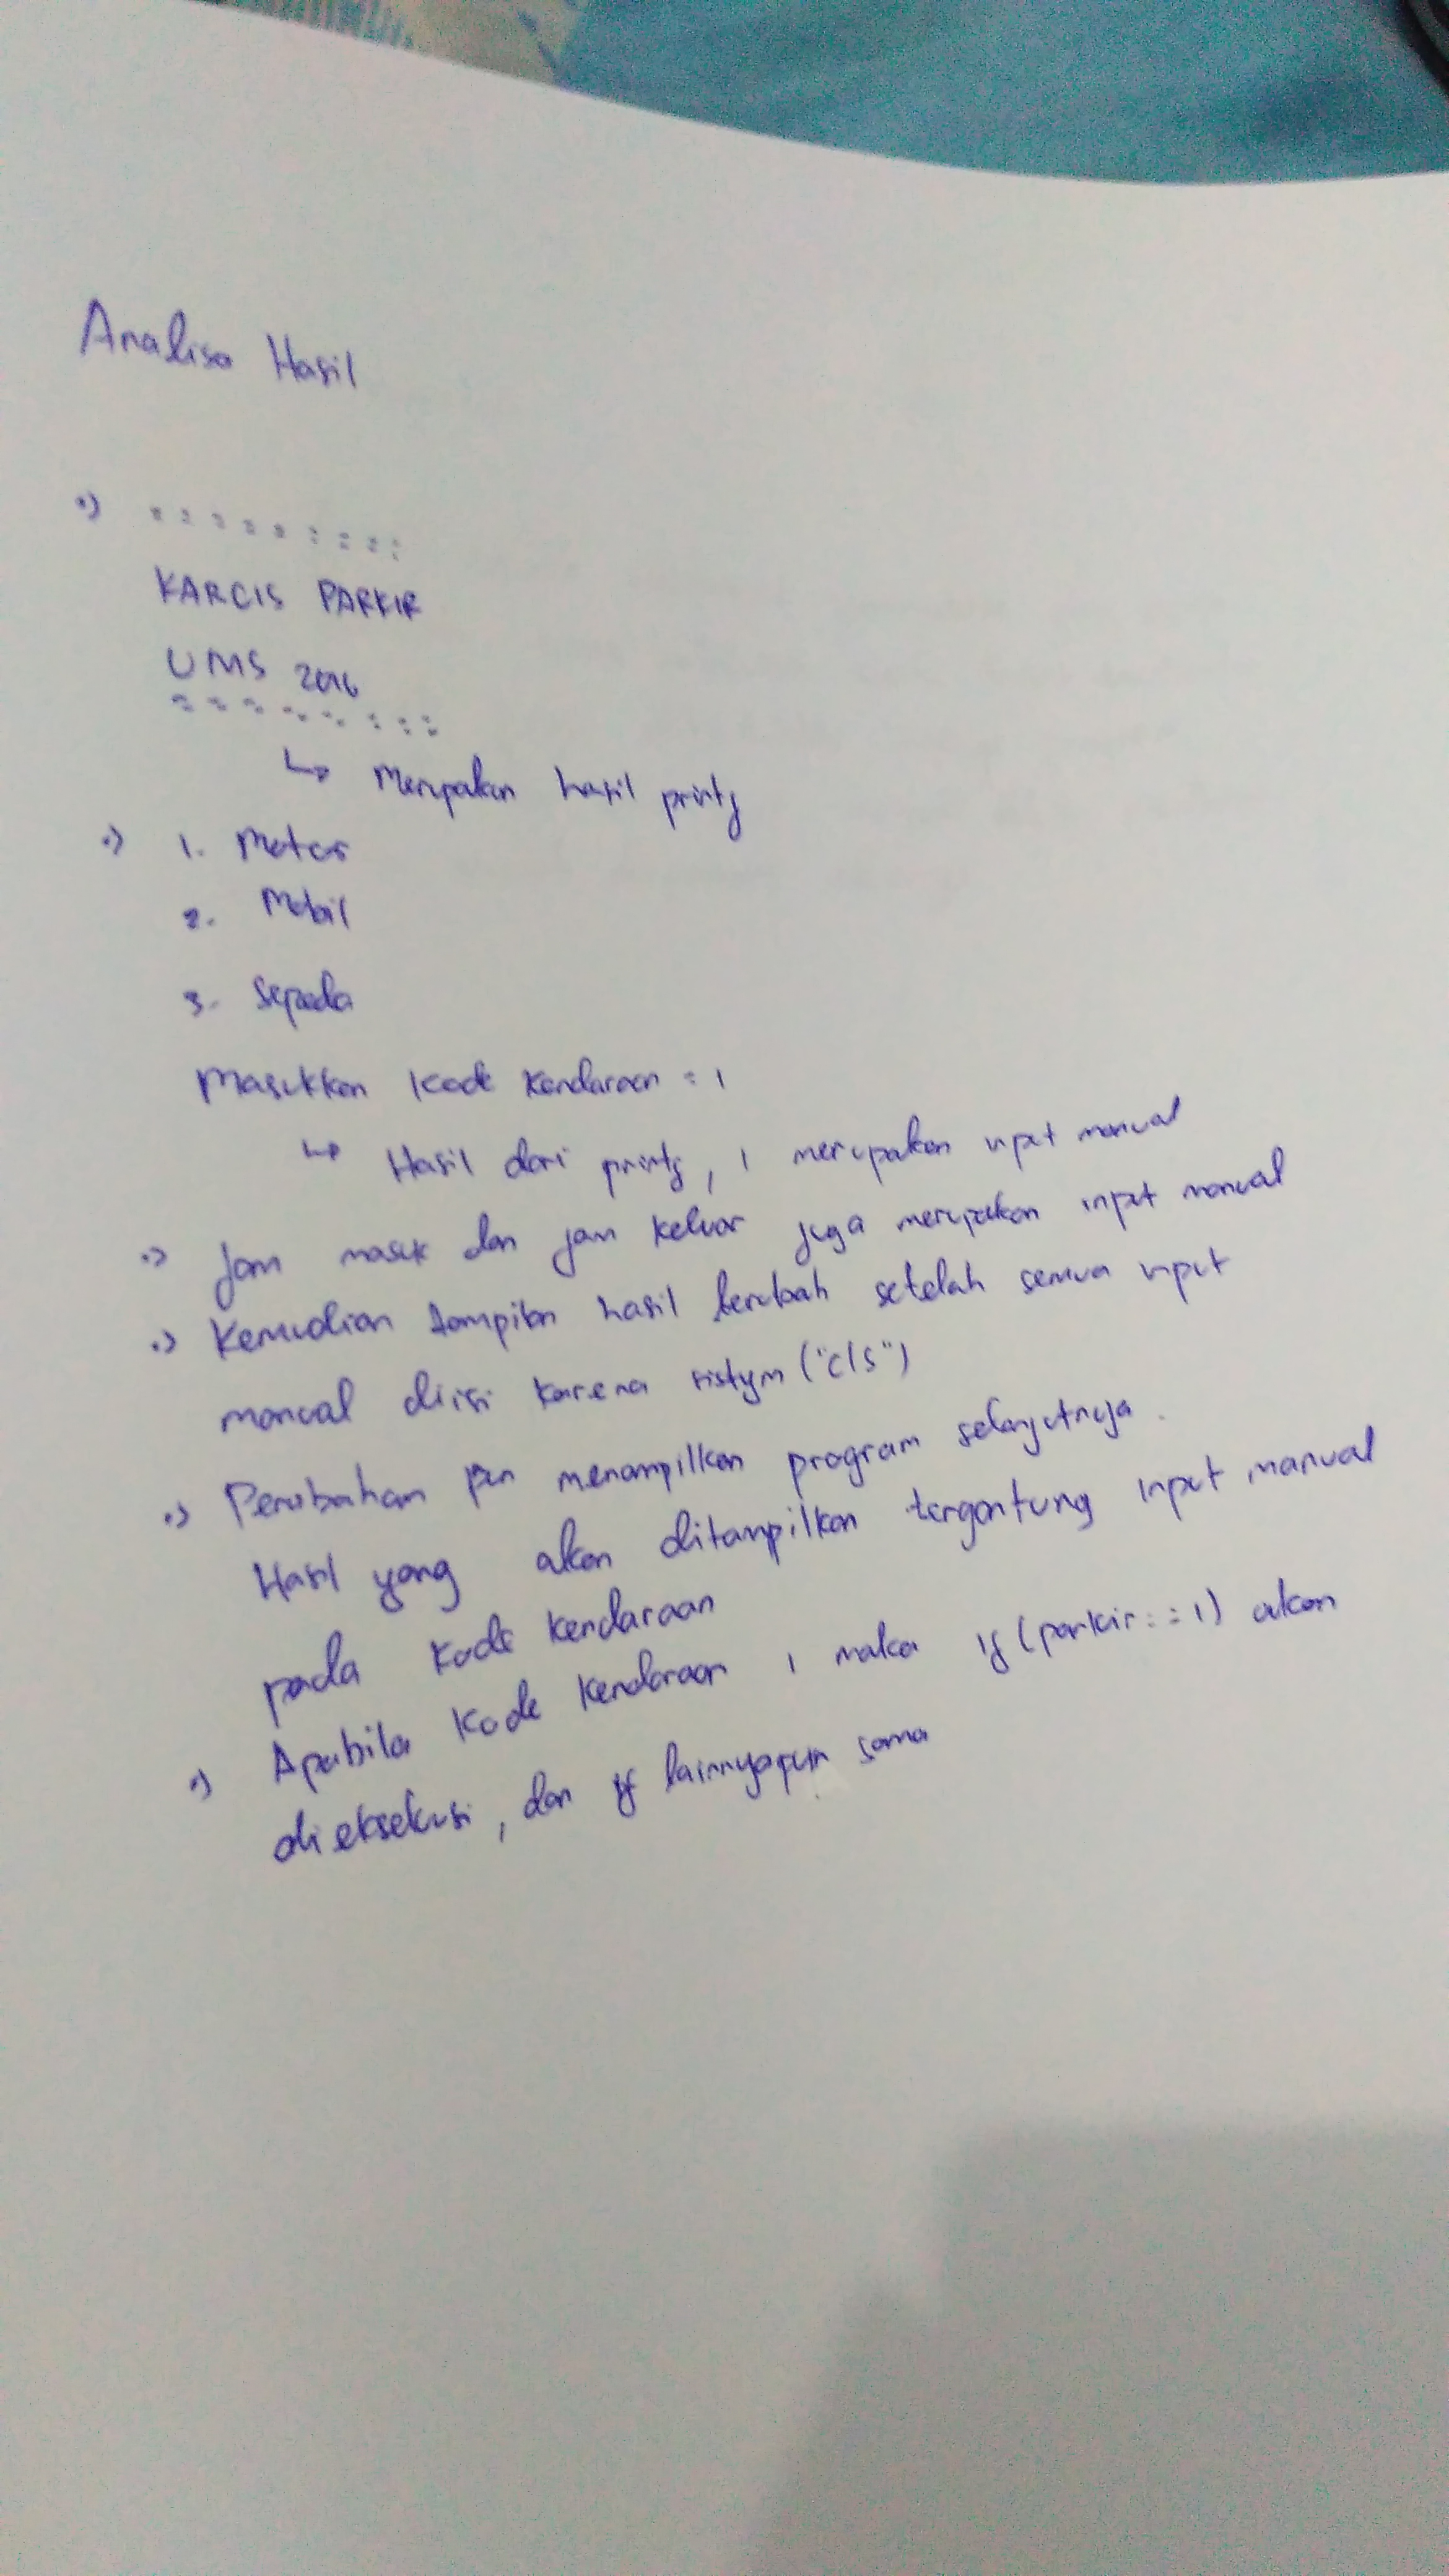 Analisa Hasil
•) = = = = = = = = =
KARCIS PARKIR
UMS 2016
= = = = = = = = =
↳ Merupakan hasil printf
•) 1. Motor
2. Mobil
3. Sepeda
Masukkan kode kendaraan = 1
↳ Hasil dari printf, 1 merupakan input manual
•) Jam masuk dan jam keluar juga merupakan input manual
•) Kemudian tampilan hasil berubah setelah semua input
manual diisi karena sistym ("cls")
•) Perubahan pun menampilkan program selanjutnya.
Hasil yang akan ditampilkan tergantung input manual
pada kode kendaraan
•) Apabila kode kendaraan 1 maka if (parkir == 1) akan
dieksekusi, dan if lainnyapun sama